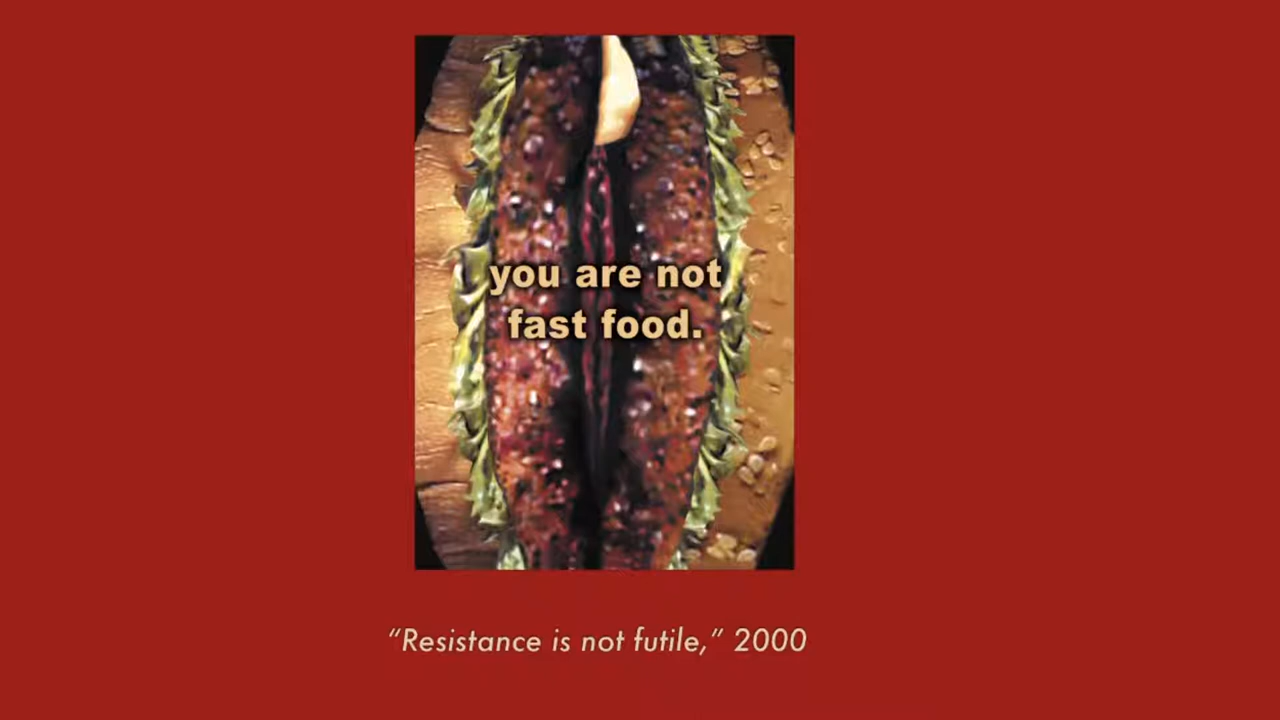 you are not
fast food.
“Resistance is not futile,” 2000